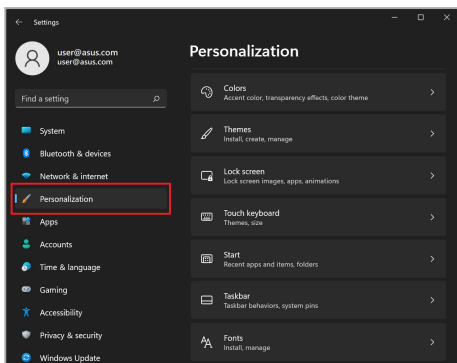 Settings
user@asus.com
user@asus.com
Find a setting
System
Bluetooth & devices
Network & internet
Personalization
Apps
Accounts
Time & language
Gaming
Accessibility
Privacy & security
Windows Update
Personalization
Colors
Accent color, transparency effects, color theme
Themes
Install, create, manage
Lock screen
Lock screen images, apps, animations
Touch keyboard
Themes, size
Start
Recent apps and items, folders
Taskbar
Taskbar behaviors, system pins
Fonts
Install, manage